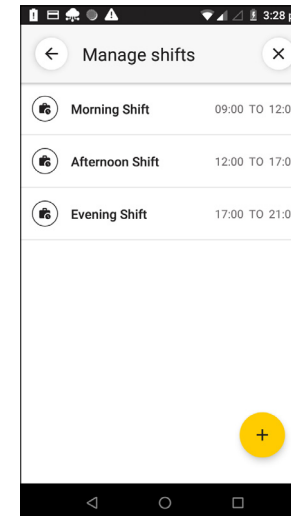 3:28
Manage shifts
Morning Shift 09:00 TO 12:0
Afternoon Shift 12:00 TO 17:0
Evening Shift 17:00 TO 21:0